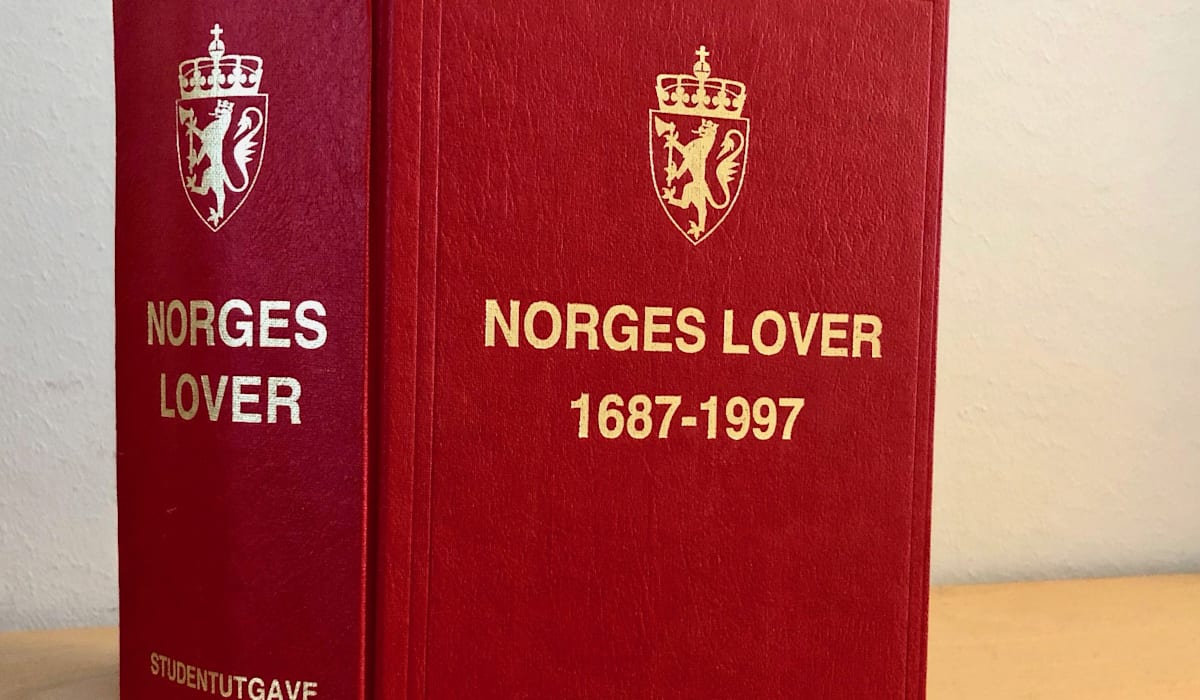 NORGES
LOVER
STUDENTUTGAVE
NORGES LOVER
1687-1997